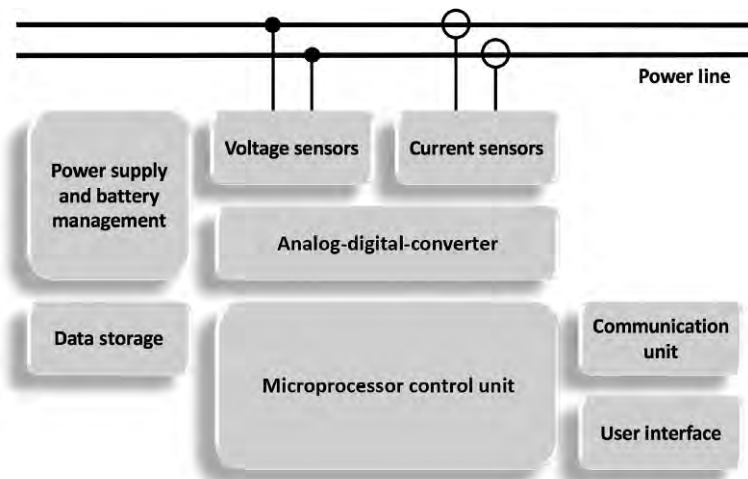 Power line
Voltage sensors
Current sensors
Power supply
and battery
management
Analog-digital-converter
Data storage
Microprocessor control unit
Communication
unit
User interface